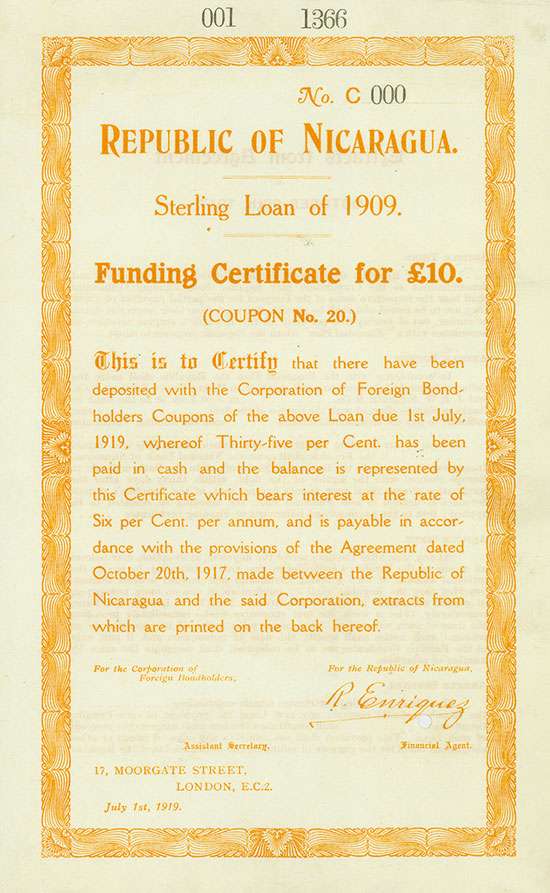 001 1366
No. C 000
REPUBLIC OF NICARAGUA.
Sterling Loan of 1909.
Funding Certificate for £10.
(COUPON No. 20.)
This is to Certify that there have been
deposited with the Corporation of Foreign Bond-
holders Coupons of the above Loan due 1st July,
1919, whereof Thirty-five per Cent. has been
paid in cash and the balance is represented by
this Certificate which bears interest at the rate of
Six per Cent. per annum, and is payable in accor-
dance with the provisions of the Agreement dated
October 20th, 1917, made between the Republic of
Nicaragua and the said Corporation, extracts from
which are printed on the back hereof.
For the Corporation of
Foreign Bondholders,
For the Republic of Nicaragua,
R. Enriquez
Assistant Secretary.
Financial Agent.
17, MOORGATE STREET,
LONDON, E.C.2.
July 1st, 1919.